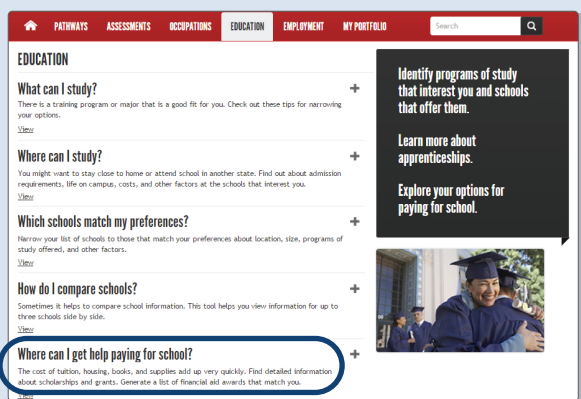 PATHWAYS ASSESSMENTS OCCUPATIONS EDUCATION EMPLOYMENT MY PORTFOLIO Search
EDUCATION
What can I study?
There is a training program or major that is a good fit for you. Check out these tips for narrowing
your options.
View
Where can I study?
You might want to stay close to home or attend school in another state. Find out about admission
requirements, life on campus, costs, and other factors at the schools that interest you.
View
Which schools match my preferences?
Narrow your list of schools to those that match your preferences about location, size, programs of
study offered, and other factors.
View
How do I compare schools?
Sometimes it helps to compare school information. This tool helps you view information for up to
three schools side by side.
View
Where can I get help paying for school?
The cost of tuition, housing, books, and supplies add up very quickly. Find detailed information
about scholarships and grants. Generate a list of financial aid awards that match you.
View
Identify programs of study
that interest you and schools
that offer them.
Learn more about
apprenticeships.
Explore your options for
paying for school.